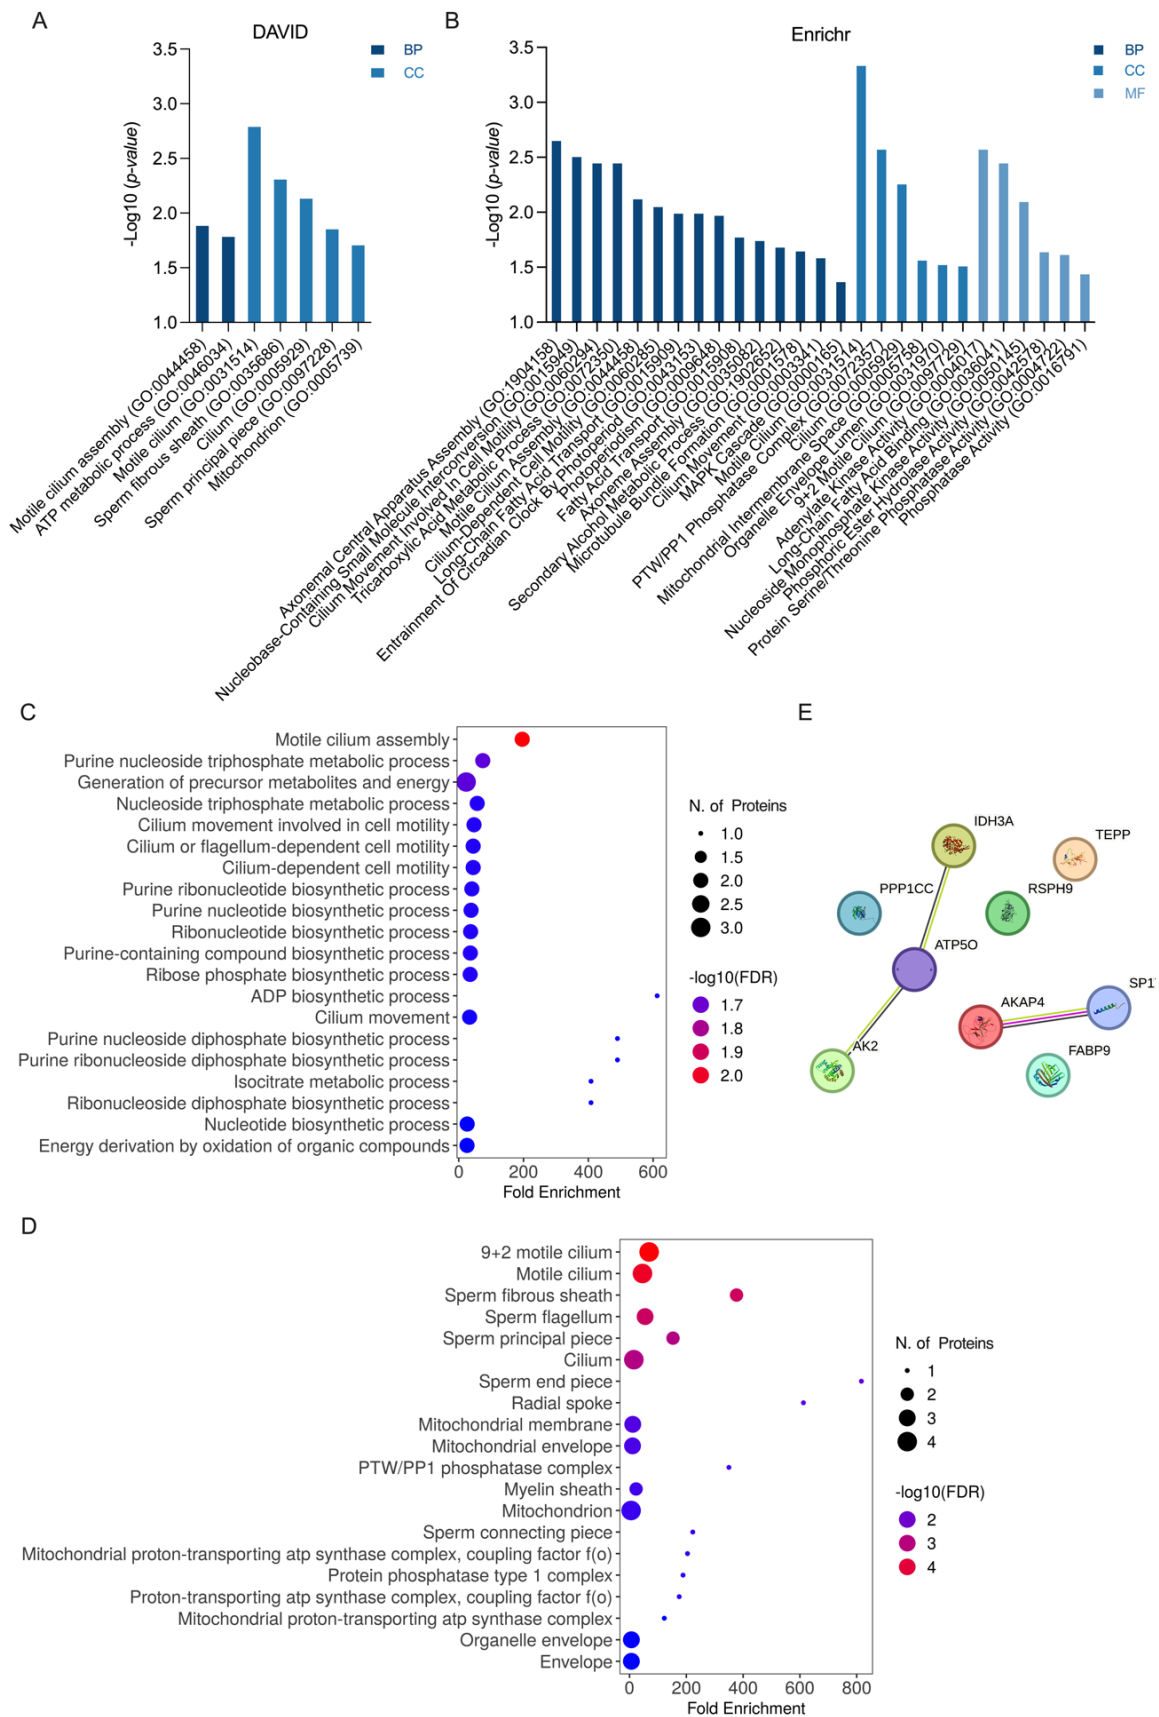 A
DAVID
BP
CC
-Log10 (p-value)
3.5
3.0
2.5
2.0
1.5
1.0
Motile cilium assembly (GO:0044458)
ATP metabolic process (GO:0046034)
Motile cilium (GO:0031514)
Sperm fibrous sheath (GO:0035686)
Cilium (GO:0005929)
Sperm principal piece (GO:0097228)
Mitochondrion (GO:0005739)
B
Enrichr
BP
CC
MF
-Log10 (p-value)
3.5
3.0
2.5
2.0
1.5
1.0
Axonemal Central Apparatus Assembly (GO:1904158)
Nucleobase-Containing Small Molecule Interconversion (GO:0015949)
Cilium Movement Involved In Cell Motility (GO:0060294)
Tricarboxylic Acid Metabolic Process (GO:0072350)
Motile Cilium Assembly (GO:0044458)
Cilium-Dependent Cell Motility (GO:0060285)
Long-Chain Fatty Acid Transport (GO:0015909)
Entrainment Of Circadian Clock By Photoperiod (GO:0043153)
Photoperiodism (GO:0009648)
Fatty Acid Transport (GO:0015908)
Axoneme Assembly (GO:0035082)
Secondary Alcohol Metabolic Process (GO:1902652)
Microtubule Bundle Formation (GO:0001578)
Cilium Movement (GO:0003341)
MAPK Cascade (GO:0000165)
Motile Cilium (GO:0031514)
PTW/PP1 Phosphatase Complex (GO:0072357)
Cilium (GO:0005929)
Mitochondrial Intermembrane Space (GO:0005758)
Organelle Envelope Lumen (GO:0031970)
9+2 Motile Cilium (GO:0097729)
Adenylate Kinase Activity (GO:0004017)
Long-Chain Fatty Acid Binding (GO:0036041)
Nucleoside Monophosphate Kinase Activity (GO:0050145)
Phosphoric Ester Hydrolase Activity (GO:0042578)
Protein Serine/Threonine Phosphatase Activity (GO:0004722)
Phosphatase Activity (GO:0016791)
C
Motile cilium assembly
Purine nucleoside triphosphate metabolic process
Generation of precursor metabolites and energy
Nucleoside triphosphate metabolic process
Cilium movement involved in cell motility
Cilium or flagellum-dependent cell motility
Cilium-dependent cell motility
Purine ribonucleotide biosynthetic process
Purine nucleotide biosynthetic process
Ribonucleotide biosynthetic process
Purine-containing compound biosynthetic process
Ribose phosphate biosynthetic process
ADP biosynthetic process
Cilium movement
Purine nucleoside diphosphate biosynthetic process
Purine ribonucleoside diphosphate biosynthetic process
Isocitrate metabolic process
Ribonucleoside diphosphate biosynthetic process
Nucleotide biosynthetic process
Energy derivation by oxidation of organic compounds
0 200 400 600
Fold Enrichment
N. of Proteins
1.0
1.5
2.0
2.5
3.0
-log10(FDR)
1.7
1.8
1.9
2.0
E
IDH3A
TEPP
PPP1CC
RSPH9
ATP5O
AKAP4
AK2
FABP9
D
9+2 motile cilium
Motile cilium
Sperm fibrous sheath
Sperm flagellum
Sperm principal piece
Cilium
Sperm end piece
Radial spoke
Mitochondrial membrane
Mitochondrial envelope
PTW/PP1 phosphatase complex
Myelin sheath
Mitochondrion
Sperm connecting piece
Mitochondrial proton-transporting atp synthase complex, coupling factor f(o)
Protein phosphatase type 1 complex
Proton-transporting atp synthase complex, coupling factor f(o)
Mitochondrial proton-transporting atp synthase complex
Organelle envelope
Envelope
0 200 400 600 800
Fold Enrichment
N. of Proteins
1
2
3
4
-log10(FDR)
2
3
4